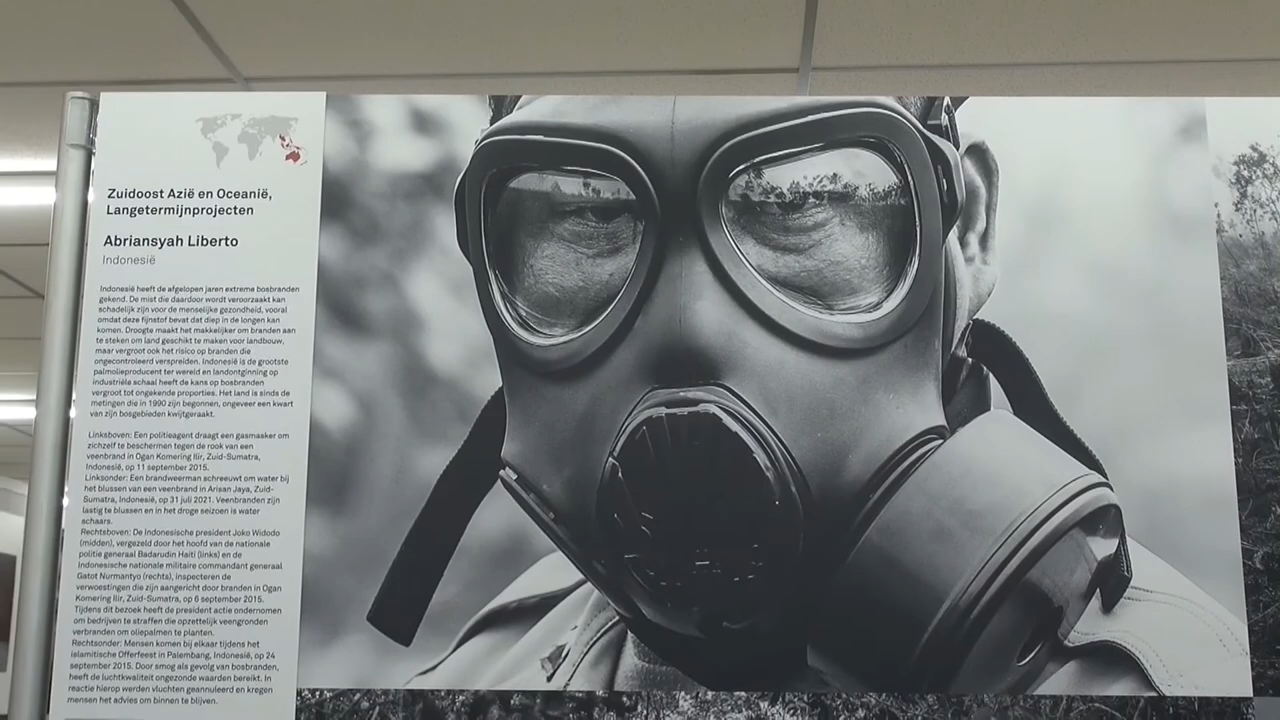 Zuidoost Azië en Oceanië,
Langetermijnprojecten
Abriansyah Liberto
Indonesië
Indonesië heeft de afgelopen jaren extreme bosbranden
gekend. De mist die daardoor wordt veroorzaakt kan
schadelijk zijn voor de menselijke gezondheid, vooral
omdat deze fijnstof bevat dat diep in de longen kan
komen. Droogte maakt het makkelijker om branden aan
te steken om land geschikt te maken voor landbouw,
maar vergroot ook het risico op branden die
ongecontroleerd verspreiden. Indonesië is de grootste
palmolieproducent ter wereld en landontginning op
industriële schaal heeft de kans op bosbranden
vergroot tot ongekende proporties. Het land is sinds de
metingen die in 1990 zijn begonnen, ongeveer een kwart
van zijn bosgebieden kwijtgeraakt.
Linksboven: Een politieagent draagt een gasmasker om
zichzelf te beschermen tegen de rook van een
veenbrand in Ogan Komering Ilir, Zuid-Sumatra,
Indonesië, op 11 september 2015.
Linksonder: Een brandweerman schreeuwt om water bij
het blussen van een veenbrand in Arisan Jaya, Zuid-
Sumatra, Indonesië, op 31 juli 2021. Veenbranden zijn
lastig te blussen en in het droge seizoen is water
schaars.
Rechtsboven: De Indonesische president Joko Widodo
(midden), vergezeld door het hoofd van de nationale
politie generaal Badarudin Haiti (links) en de
Indonesische nationale militaire commandant generaal
Gatot Nurmantyo (rechts), inspecteren de
verwoestingen die zijn aangericht door branden in Ogan
Komering Ilir, Zuid-Sumatra, op 6 september 2015.
Tijdens dit bezoek heeft de president actie ondernomen
om bedrijven te straffen die opzettelijk veengronden
verbranden om oliepalmen te planten.
Rechtsonder: Mensen komen bij elkaar tijdens het
islamitische Offerfeest in Palembang, Indonesië, op 24
september 2015. Door smog als gevolg van bosbranden,
heeft de luchtkwaliteit ongezonde waarden bereikt. In
reactie hierop werden vluchten geannuleerd en kregen
mensen het advies om binnen te blijven.